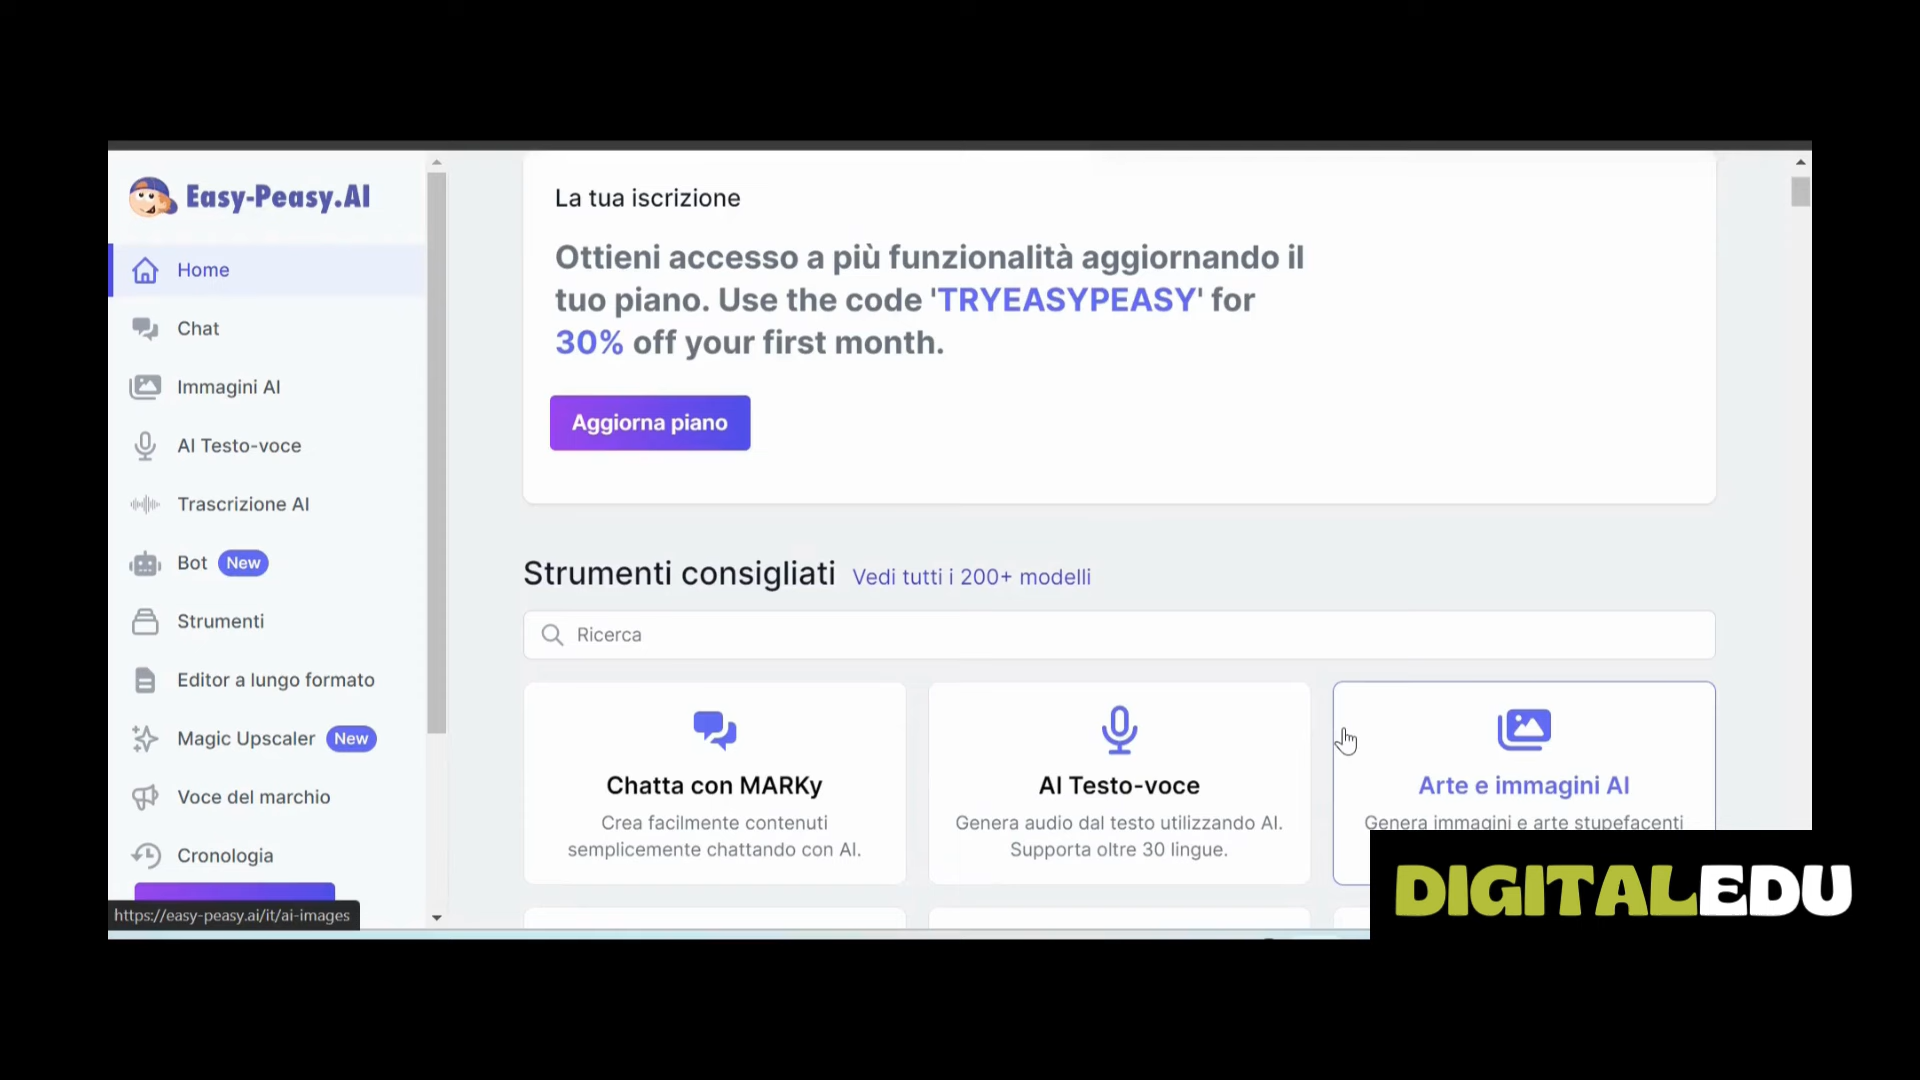 Easy-Peasy.AI
Home
Chat
Immagini AI
AI Testo-voce
Trascrizione AI
Bot New
Strumenti
Editor a lungo formato
Magic Upscaler New
Voce del marchio
Cronologia
https://easy-peasy.ai/it/ai-images
La tua iscrizione
Ottieni accesso a più funzionalità aggiornando il
tuo piano. Use the code 'TRYEASYPEASY' for
30% off your first month.
Aggiorna piano
Strumenti consigliati Vedi tutti i 200+ modelli
Ricerca
Chatta con MARKy
Crea facilmente contenuti
semplicemente chattando con AI.
AI Testo-voce
Genera audio dal testo utilizzando AI.
Supporta oltre 30 lingue.
Arte e immagini AI
Genera immagini e arte stupefacenti
DIGITALEDU